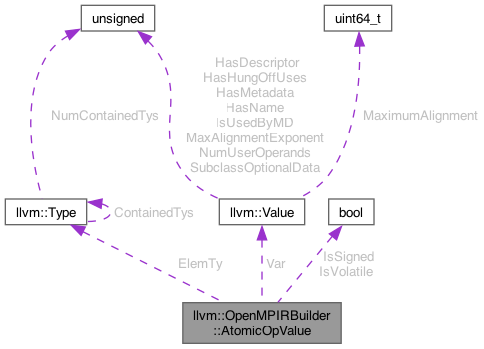 unsigned
uint64_t
HasDescriptor
HasHungOffUses
HasMetadata
HasName
IsUsedByMD
MaxAlignmentExponent
NumUserOperands
SubclassOptionalData
NumContainedTys
MaximumAlignment
llvm::Type
ContainedTys
llvm::Value
bool
ElemTy
Var
IsSigned
IsVolatile
llvm::OpenMPIRBuilder
::AtomicOpValue